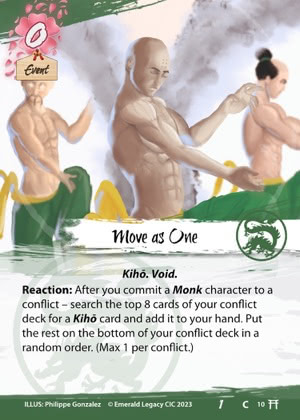 0
Event
Move as One
Kihō. Void.
Reaction: After you commit a Monk character to a
conflict – search the top 8 cards of your conflict
deck for a Kihō card and add it to your hand. Put
the rest on the bottom of your conflict deck in a
random order. (Max 1 per conflict.)
ILLUS: Philippe Gonzalez © Emerald Legacy CIC 2023 1 C 10